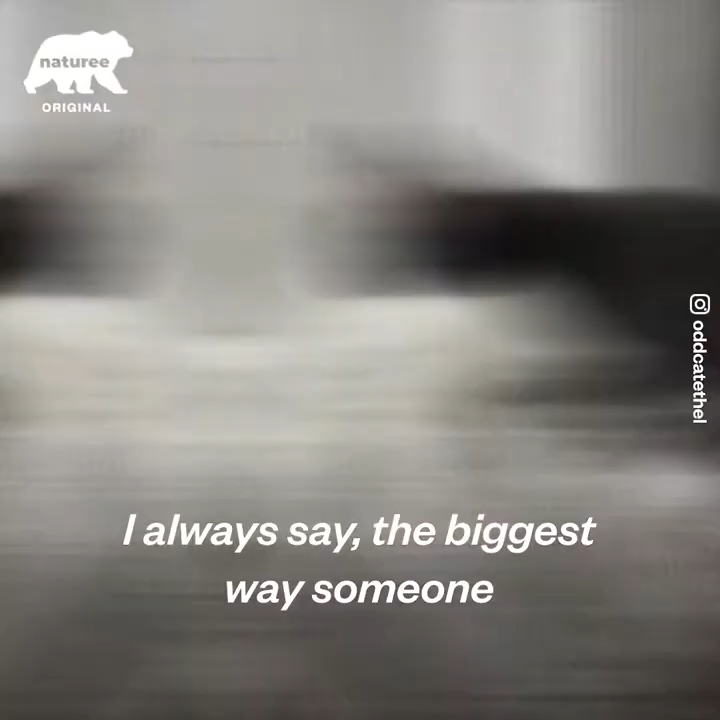 naturee
ORIGINAL
oddcatethel
I always say, the biggest
way someone